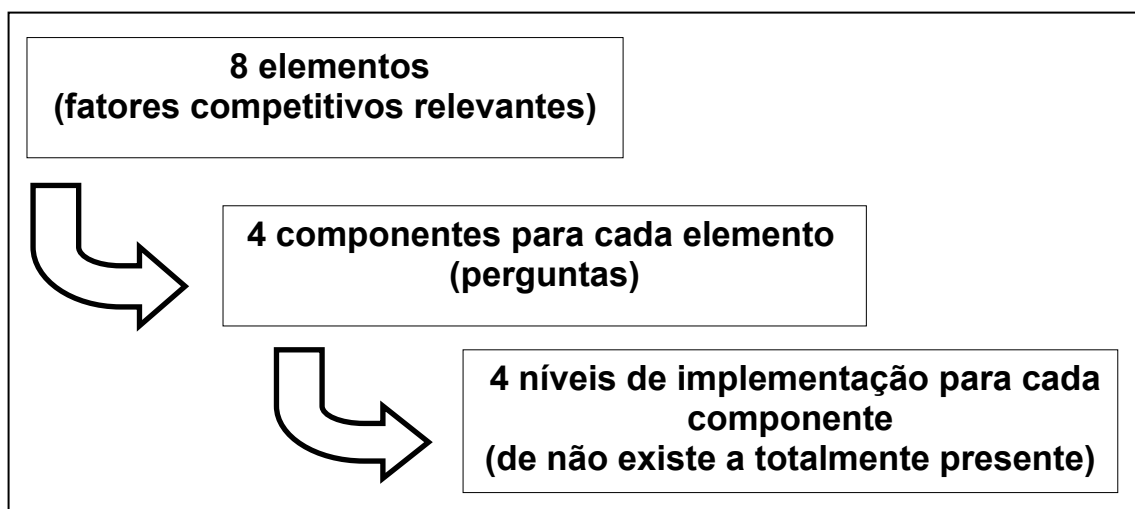 8 elementos
(fatores competitivos relevantes)
4 componentes para cada elemento
(perguntas)
4 níveis de implementação para cada
componente
(de não existe a totalmente presente)